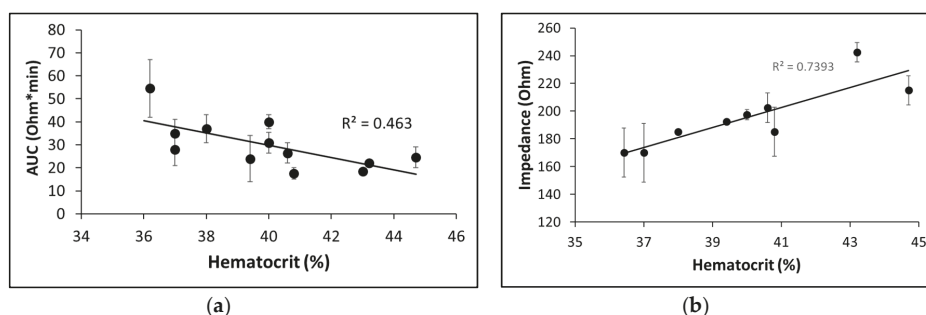 80
70
60
50
40
30
20
10
0
AUC (Ohm*min)
R² = 0.463
34 36 38 40 42 44 46
Hematocrit (%)
(a)
260
240
220
200
180
160
140
120
Impedance (Ohm)
R² = 0.7393
35 37 39 41 43 45
Hematocrit (%)
(b)